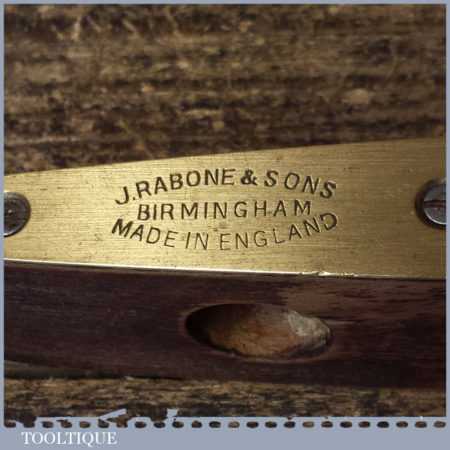 J.RABONE & SONS
BIRMINGHAM
MADE IN ENGLAND
TOOLTIQUE